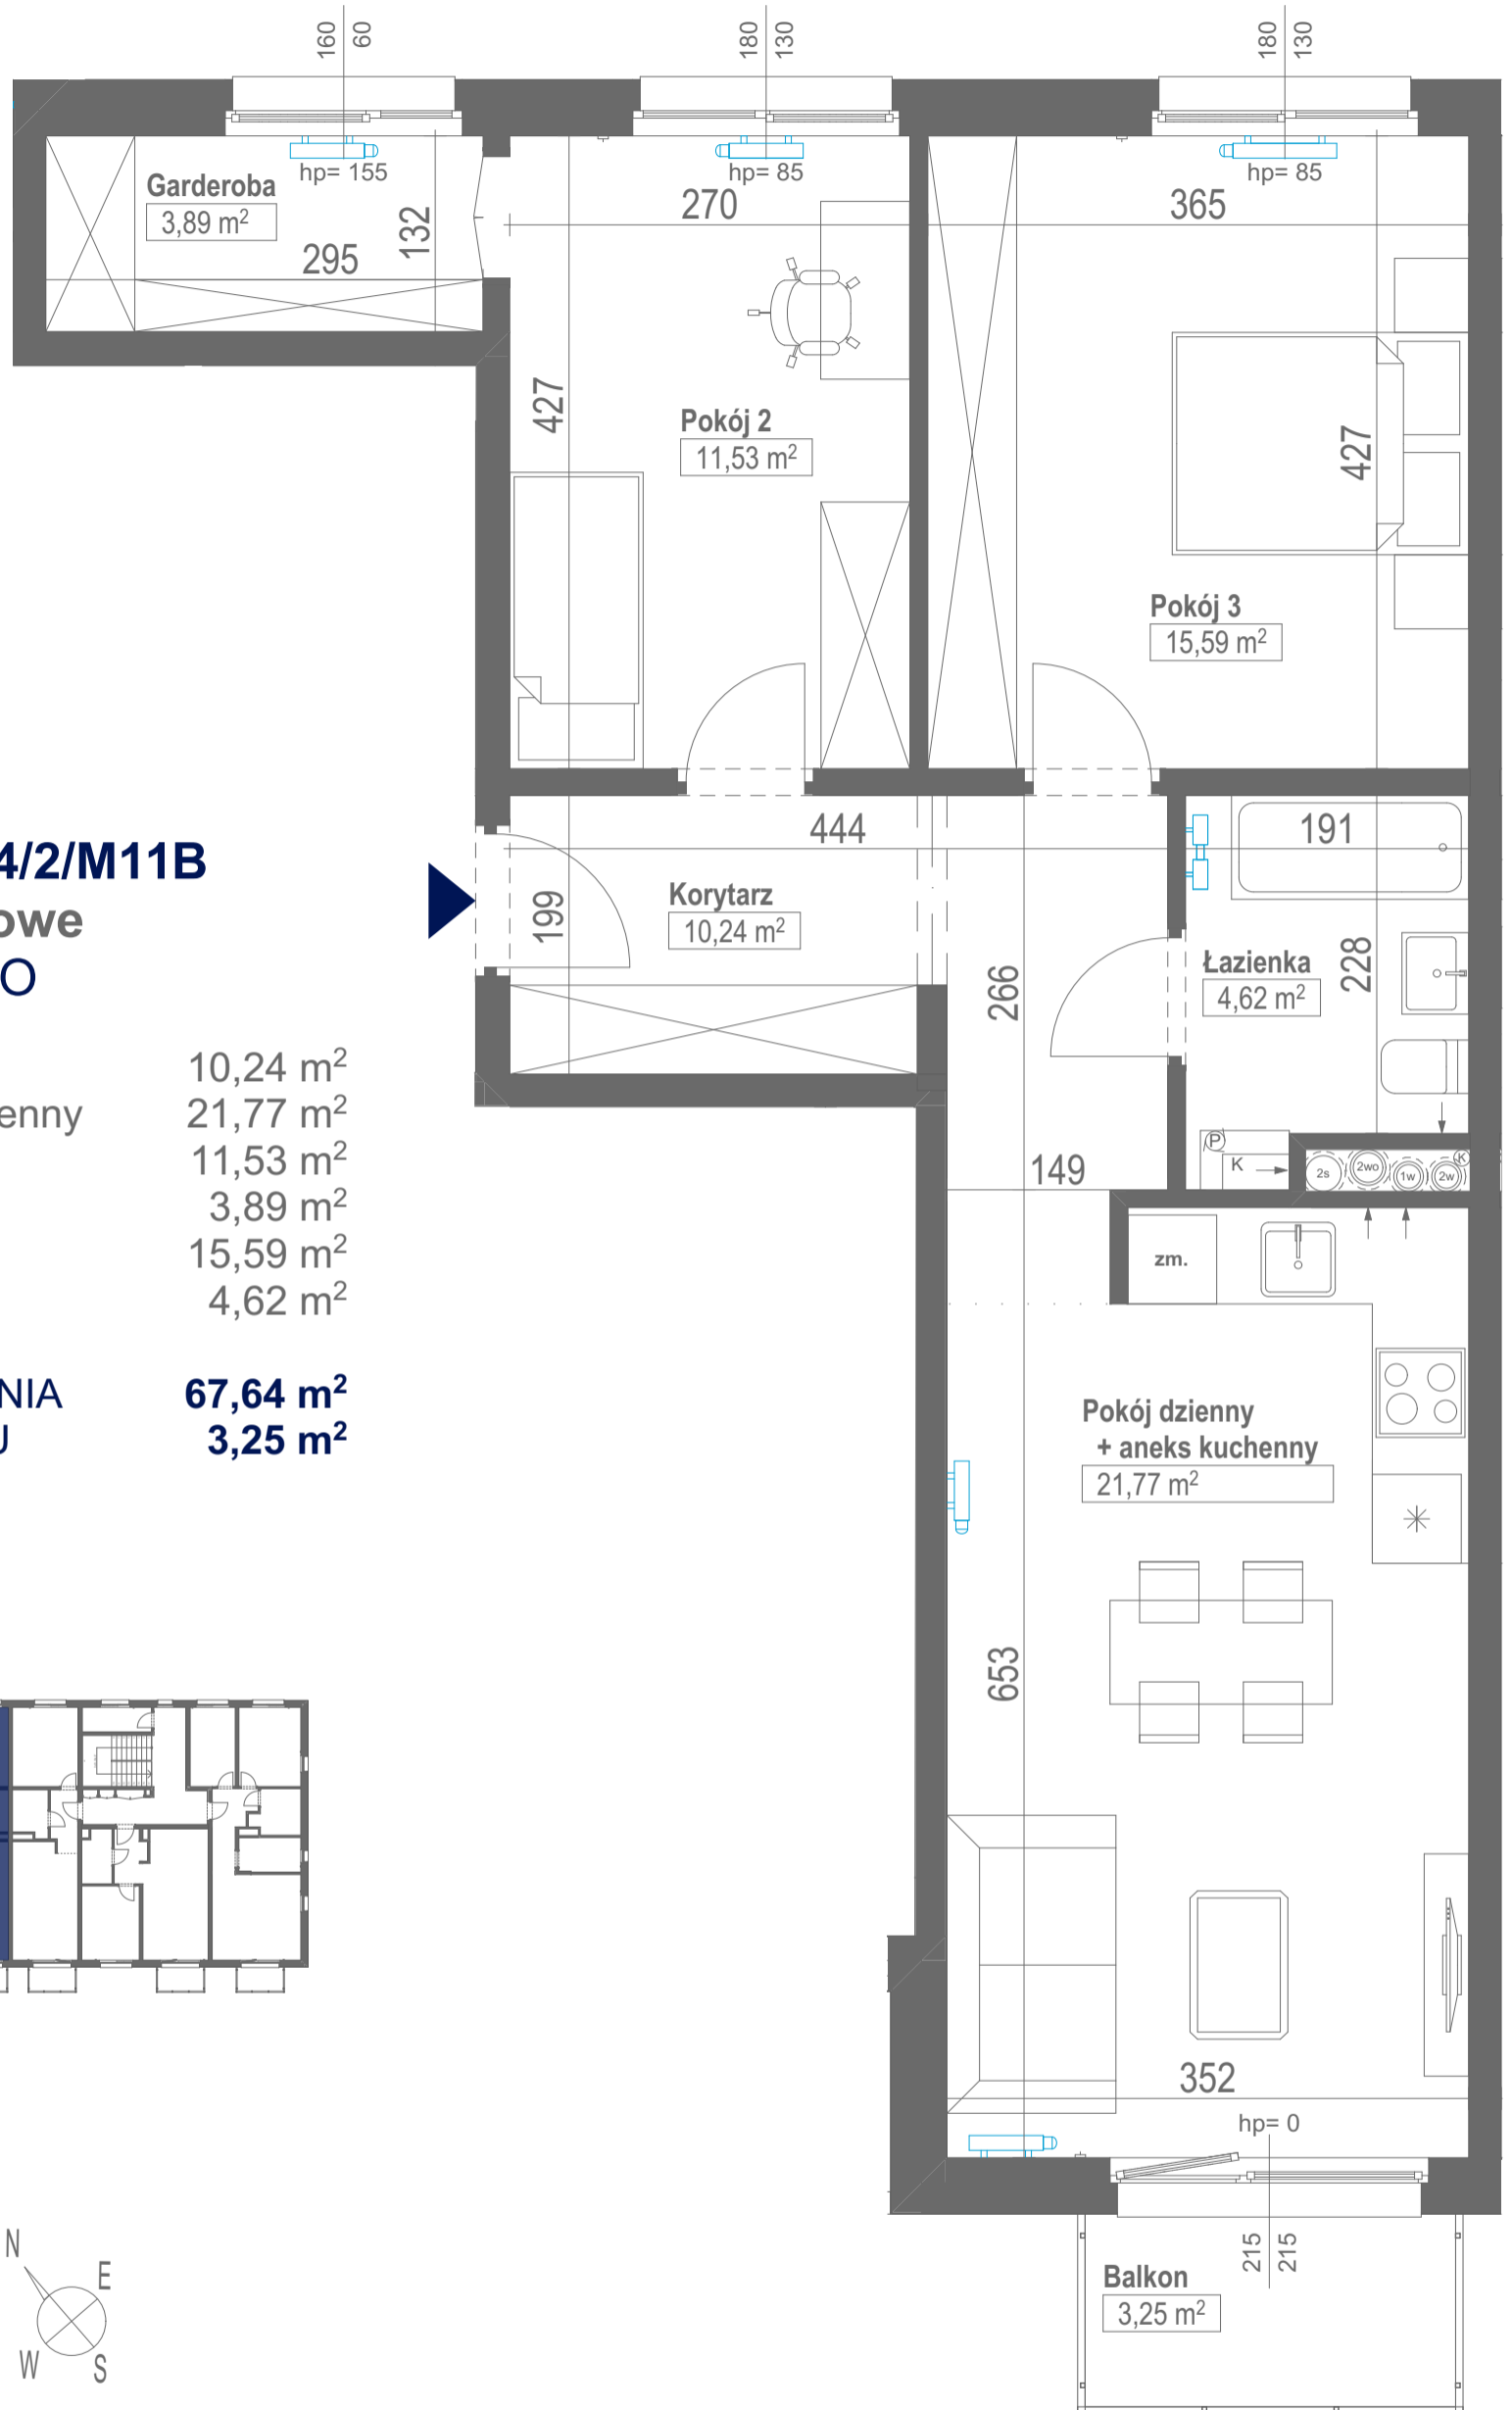 160
60
180
130
180
130
hp= 155
hp= 85
hp= 85
Garderoba
3,89 m²
295
132
270
365
427
Pokój 2
11,53 m²
427
Pokój 3
15,59 m²
444
191
199
Korytarz
10,24 m²
266
Łazienka
4,62 m²
228
149
P
K
2s
2wo
1w
2w
K
zm.
Pokój dzienny
+ aneks kuchenny
21,77 m²
653
352
hp= 0
215
215
Balkon
3,25 m²
4/2/M11B
owe
O
10,24 m²
enny 21,77 m²
11,53 m²
3,89 m²
15,59 m²
4,62 m²
NIA 67,64 m²
U 3,25 m²
N
E
W
S